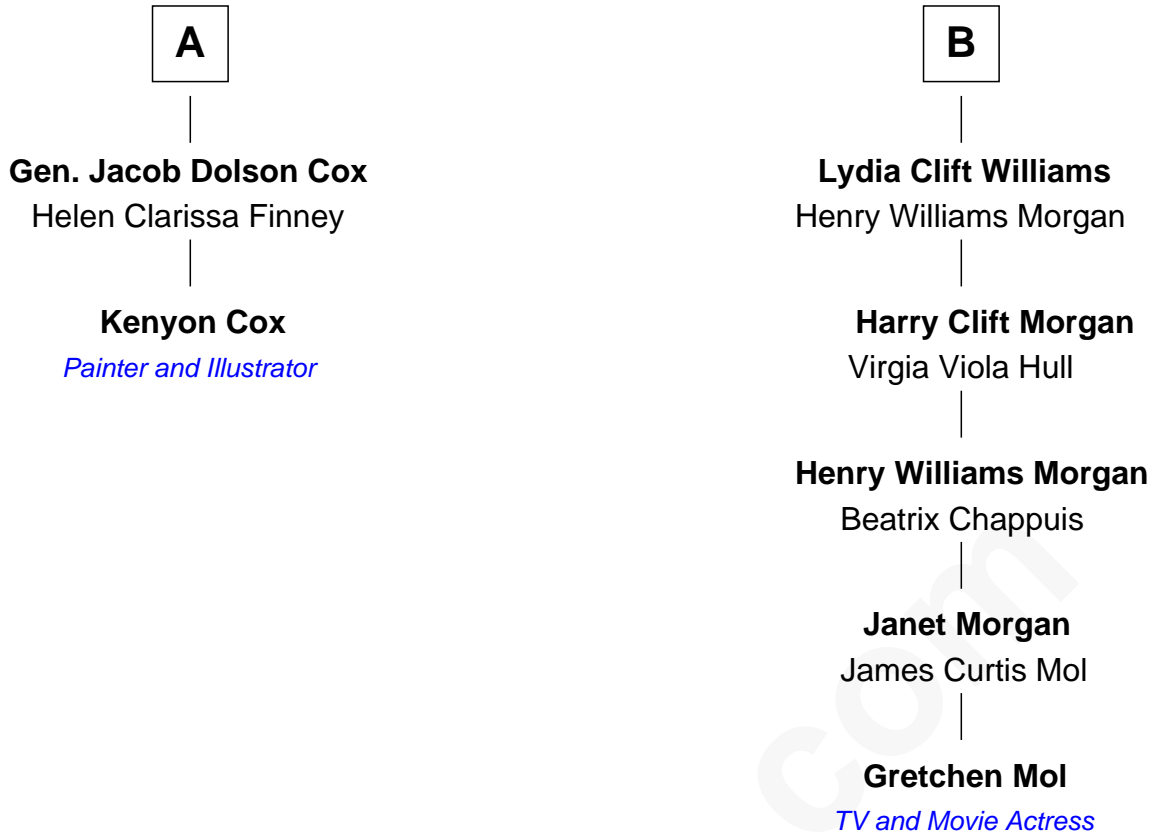 A
Gen. Jacob Dolson Cox
Helen Clarissa Finney
Kenyon Cox
Painter and Illustrator
B
Lydia Clift Williams
Henry Williams Morgan
Harry Clift Morgan
Virgia Viola Hull
Henry Williams Morgan
Beatrix Chappuis
Janet Morgan
James Curtis Mol
Gretchen Mol
TV and Movie Actress
com